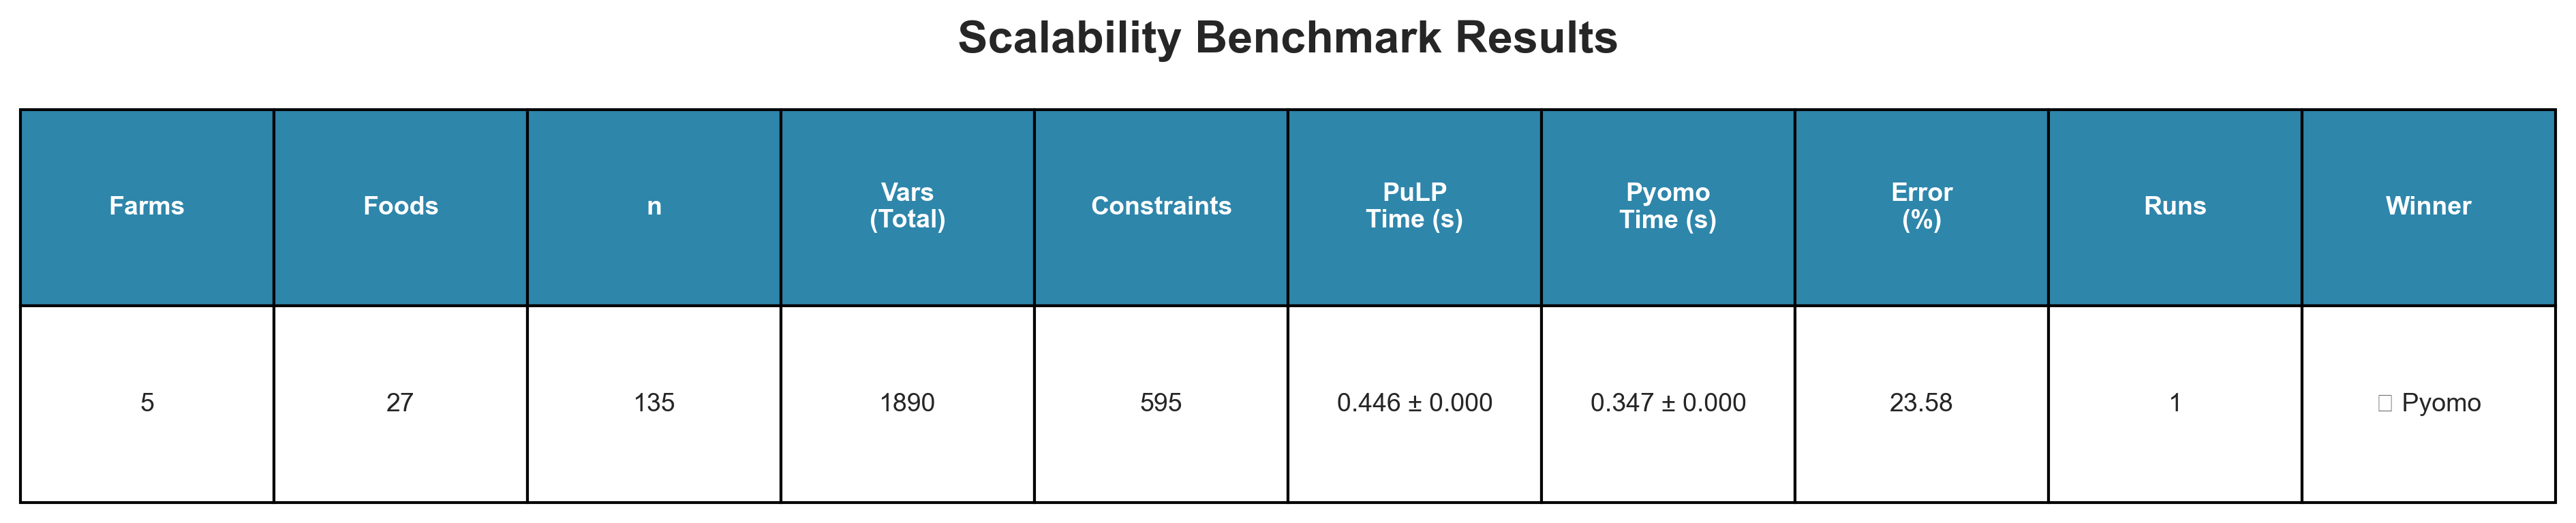 Scalability Benchmark Results
Farms
Foods
n
Vars
(Total)
Constraints
PuLP
Time (s)
Pyomo
Time (s)
Error
(%)
Runs
Winner
5
27
135
1890
595
0.446 ± 0.000
0.347 ± 0.000
23.58
1
Pyomo